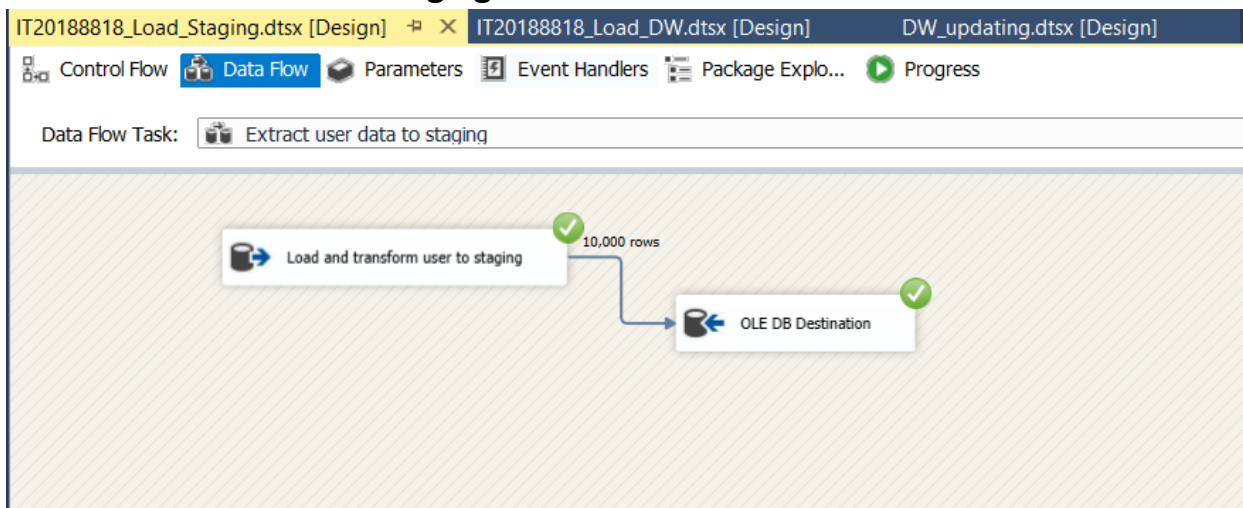 IT20188818_Load_Staging.dtsx [Design] IT20188818_Load_DW.dtsx [Design] DW_updating.dtsx [Design]
Control Flow Data Flow Parameters Event Handlers Package Explo... Progress
Data Flow Task: Extract user data to staging
Load and transform user to staging
10,000 rows
OLE DB Destination